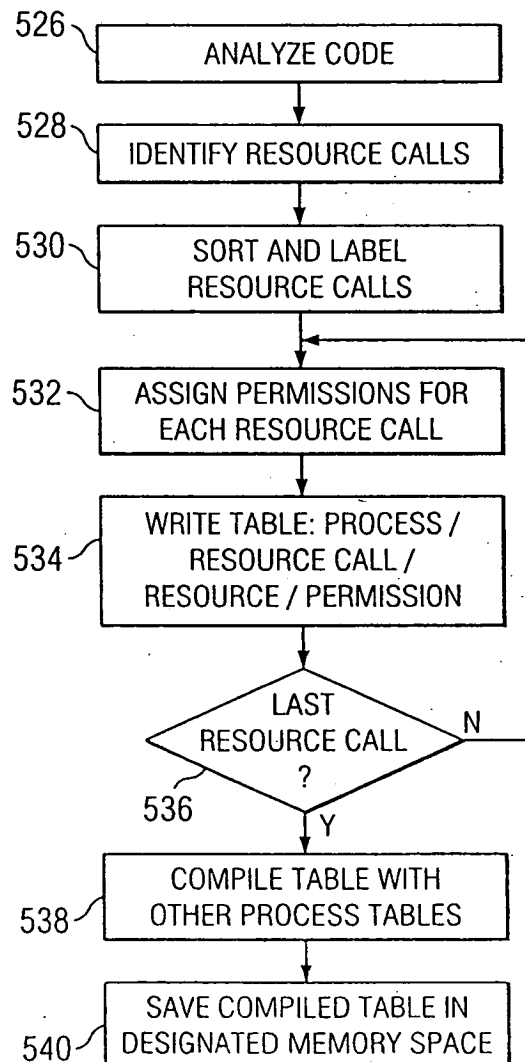 526
ANALYZE CODE
528
IDENTIFY RESOURCE CALLS
530
SORT AND LABEL
RESOURCE CALLS
532
ASSIGN PERMISSIONS FOR
EACH RESOURCE CALL
534
WRITE TABLE: PROCESS /
RESOURCE CALL /
RESOURCE / PERMISSION
LAST
RESOURCE CALL
?
N
536
Y
538
COMPILE TABLE WITH
OTHER PROCESS TABLES
540
SAVE COMPILED TABLE IN
DESIGNATED MEMORY SPACE